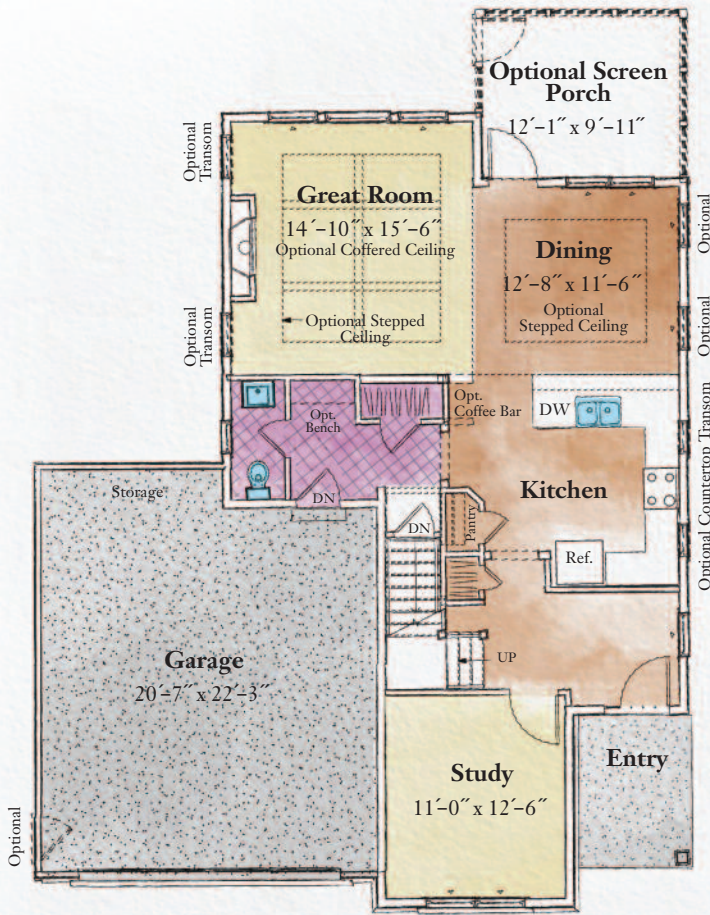 Optional Screen
Porch
12´–1˝ x 9´–11˝
Optional
Transom
Great Room
14´–10˝ x 15´–6˝
Optional Coffered Ceiling
Optional Stepped
Ceiling
Optional
Transom
Dining
12´–8˝ x 11´–6˝
Optional
Stepped Ceiling
Optional
Optional
Opt.
Bench
Opt.
Coffee Bar
DW
Kitchen
Optional Countertop Transom
Storage
DN
DN
Pantry
Ref.
UP
Garage
20´–7˝ x 22´–3˝
Study
11´–0˝ x 12´–6˝
Entry
Optional